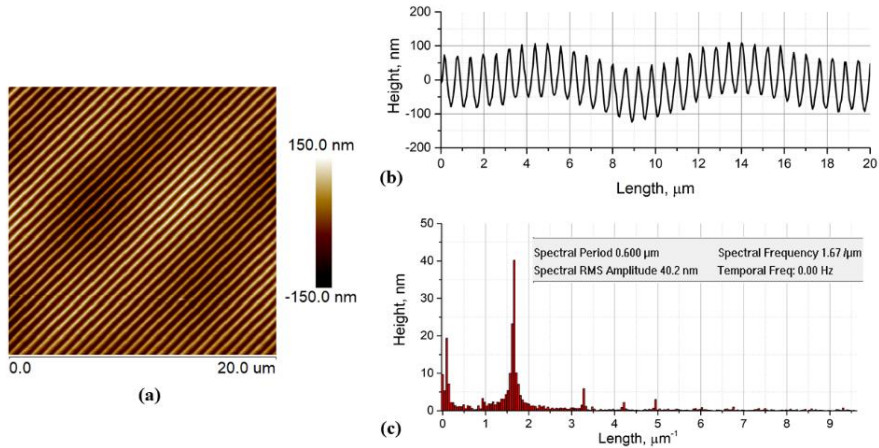 150.0 nm
-150.0 nm
0.0
20.0 um
(a)
Height, nm
200
100
0
-100
-200
0 2 4 6 8 10 12 14 16 18 20
Length, μm
(b)
Height, nm
50
40
30
20
10
0
Spectral Period 0.600 μm Spectral Frequency 1.67 /μm
Spectral RMS Amplitude 40.2 nm Temporal Freq: 0.00 Hz
0 1 2 3 4 5 6 7 8 9
Length, μm-1
(c)